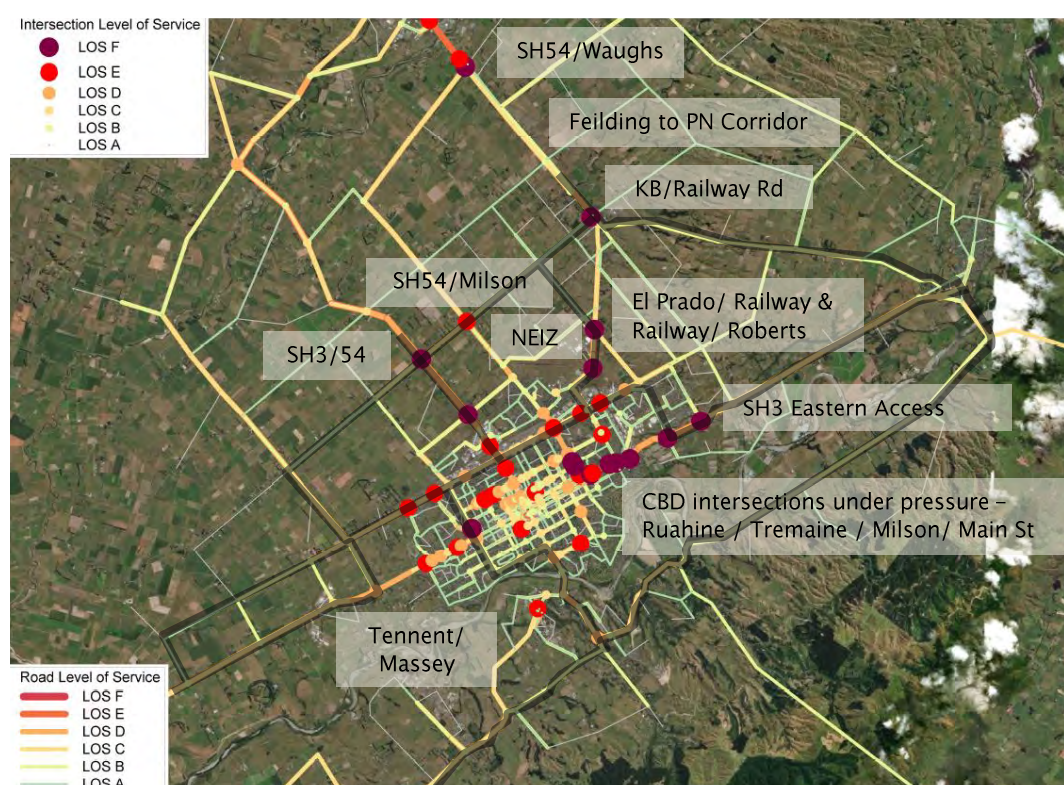 Intersection Level of Service
LOS F
LOS E
LOS D
LOS C
LOS B
LOS A
SH54/Waughs
Feilding to PN Corridor
KB/Railway Rd
SH54/Milson
El Prado/ Railway &
Railway/ Roberts
NEIZ
SH3/54
SH3 Eastern Access
CBD intersections under pressure –
Ruahine / Tremaine / Milson/ Main St
Tennent/
Massey
Road Level of Service
LOS F
LOS E
LOS D
LOS C
LOS B
LOS A